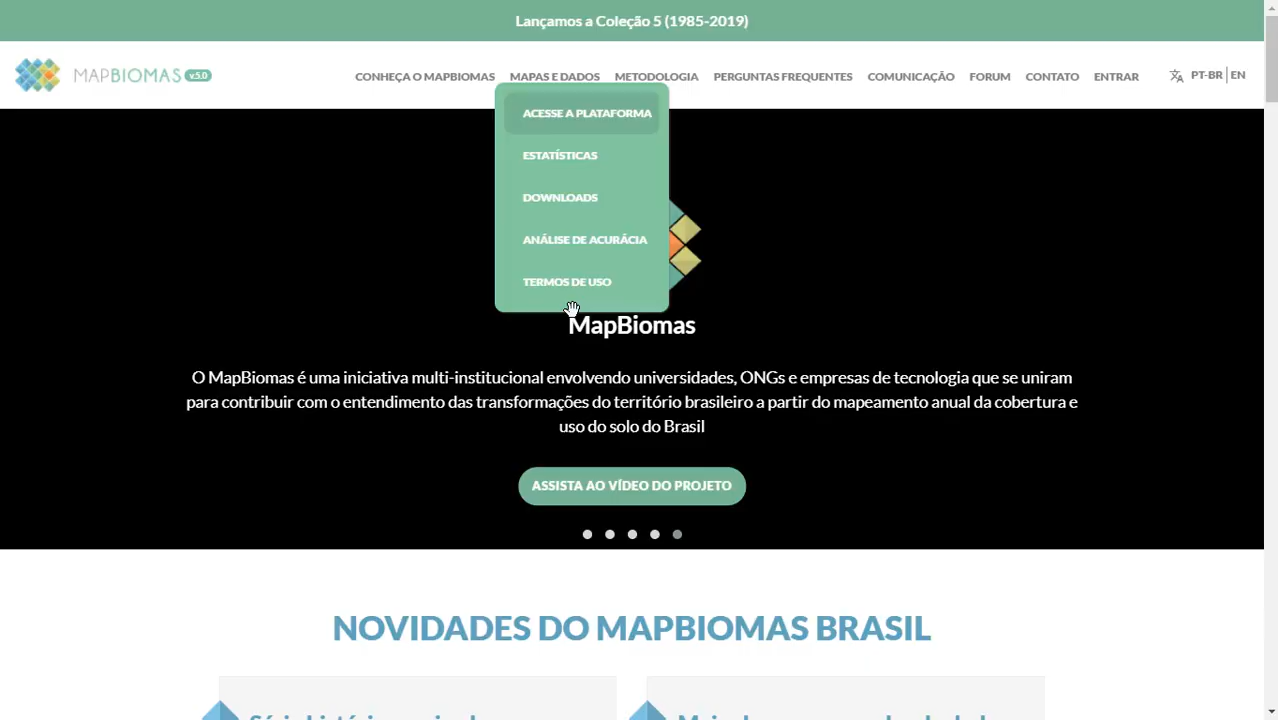 Lançamos a Coleção 5 (1985-2019)
MAPBIOMAS v.5.0
CONHEÇA O MAPBIOMAS MAPAS E DADOS METODOLOGIA PERGUNTAS FREQUENTES COMUNICAÇÃO FORUM CONTATO ENTRAR PT-BR EN
ACESSE A PLATAFORMA
ESTATÍSTICAS
DOWNLOADS
ANÁLISE DE ACURÁCIA
TERMOS DE USO
MapBiomas
O MapBiomas é uma iniciativa multi-institucional envolvendo universidades, ONGs e empresas de tecnologia que se uniram
para contribuir com o entendimento das transformações do território brasileiro a partir do mapeamento anual da cobertura e
uso do solo do Brasil
ASSISTA AO VÍDEO DO PROJETO
NOVIDADES DO MAPBIOMAS BRASIL